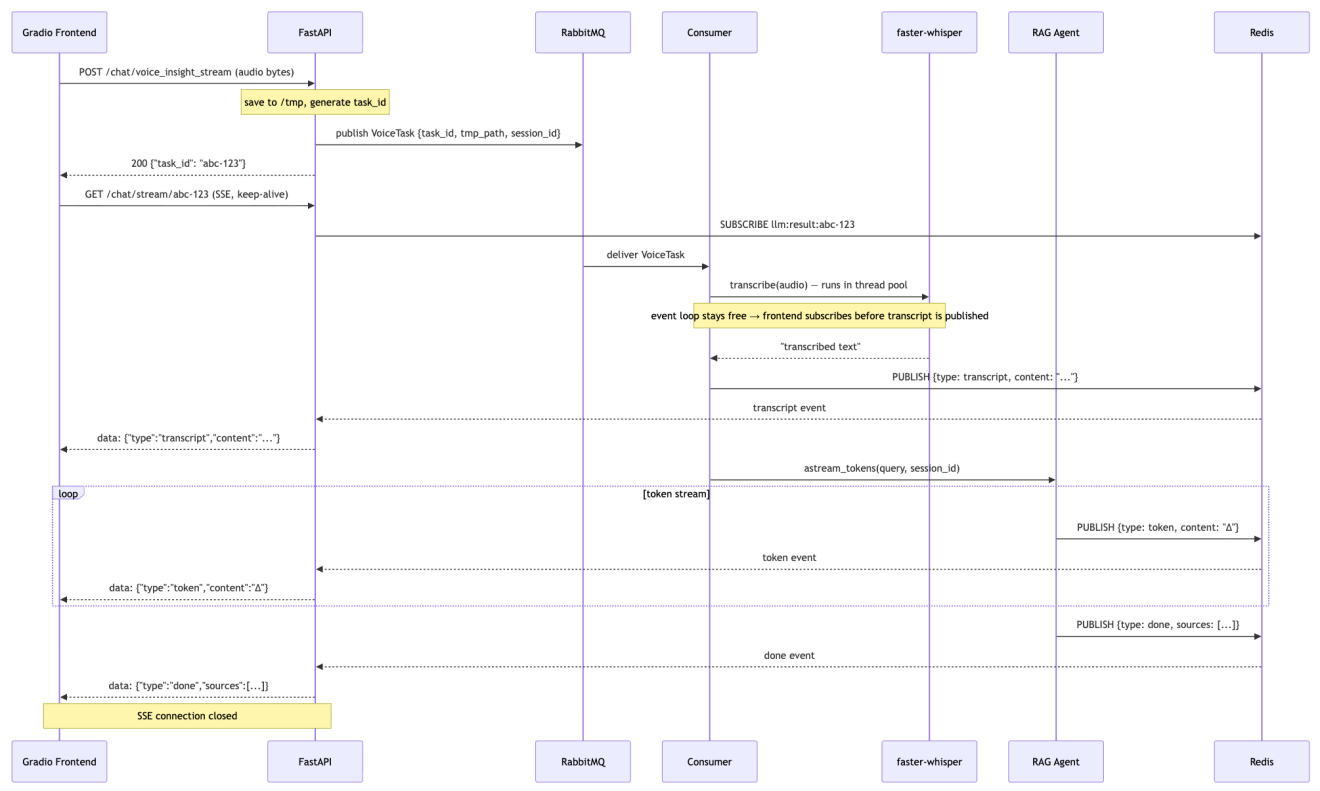 Gradio Frontend
FastAPI
RabbitMQ
Consumer
faster-whisper
RAG Agent
Redis
POST /chat/voice_insight_stream (audio bytes)
save to /tmp, generate task_id
publish VoiceTask {task_id, tmp_path, session_id}
200 {"task_id": "abc-123"}
GET /chat/stream/abc-123 (SSE, keep-alive)
SUBSCRIBE llm:result:abc-123
deliver VoiceTask
transcribe(audio) — runs in thread pool
event loop stays free → frontend subscribes before transcript is published
"transcribed text"
PUBLISH {type: transcript, content: "..."}
transcript event
data: {"type":"transcript","content":"..."}
astream_tokens(query, session_id)
loop
[token stream]
PUBLISH {type: token, content: "Δ"}
token event
data: {"type":"token","content":"Δ"}
PUBLISH {type: done, sources: [...]}
done event
data: {"type":"done","sources":[...]}
SSE connection closed
Gradio Frontend
FastAPI
RabbitMQ
Consumer
faster-whisper
RAG Agent
Redis